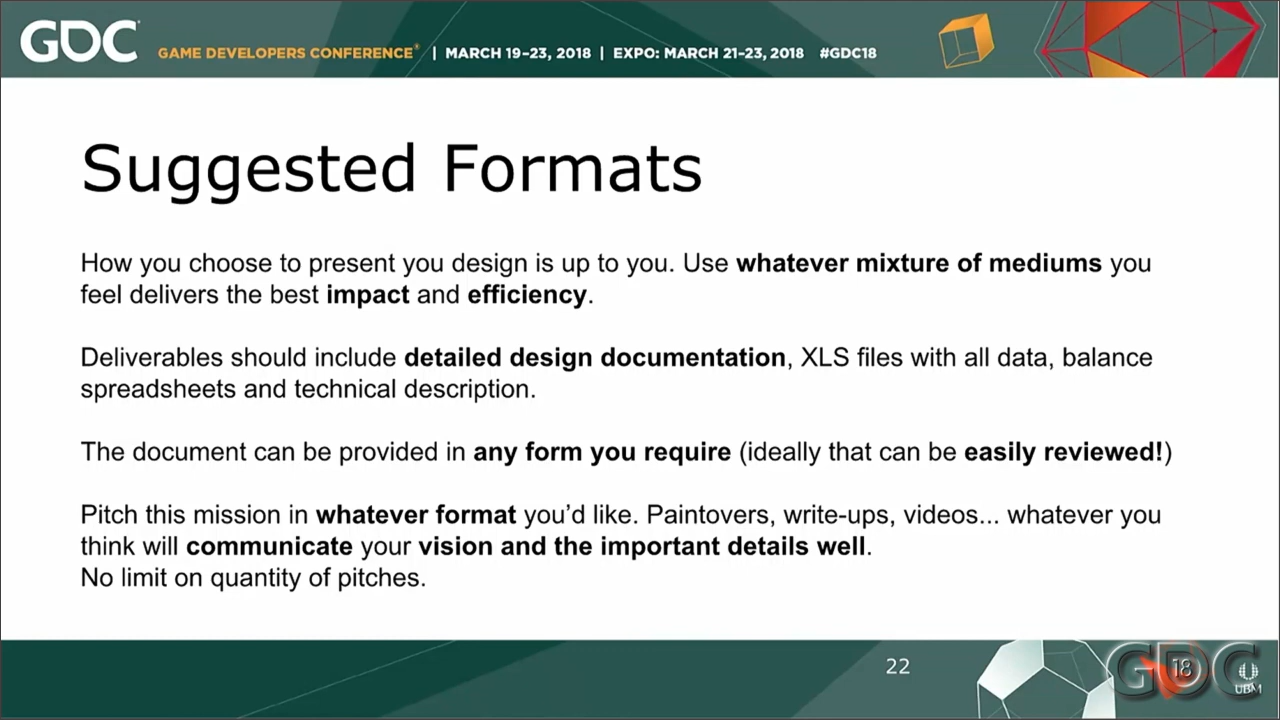 GDC GAME DEVELOPERS CONFERENCE® | MARCH 19–23, 2018 | EXPO: MARCH 21–23, 2018 #GDC18
Suggested Formats
How you choose to present you design is up to you. Use whatever mixture of mediums you
feel delivers the best impact and efficiency.
Deliverables should include detailed design documentation, XLS files with all data, balance
spreadsheets and technical description.
The document can be provided in any form you require (ideally that can be easily reviewed!)
Pitch this mission in whatever format you’d like. Paintovers, write-ups, videos... whatever you
think will communicate your vision and the important details well.
No limit on quantity of pitches.
22
GDC 18 UBM